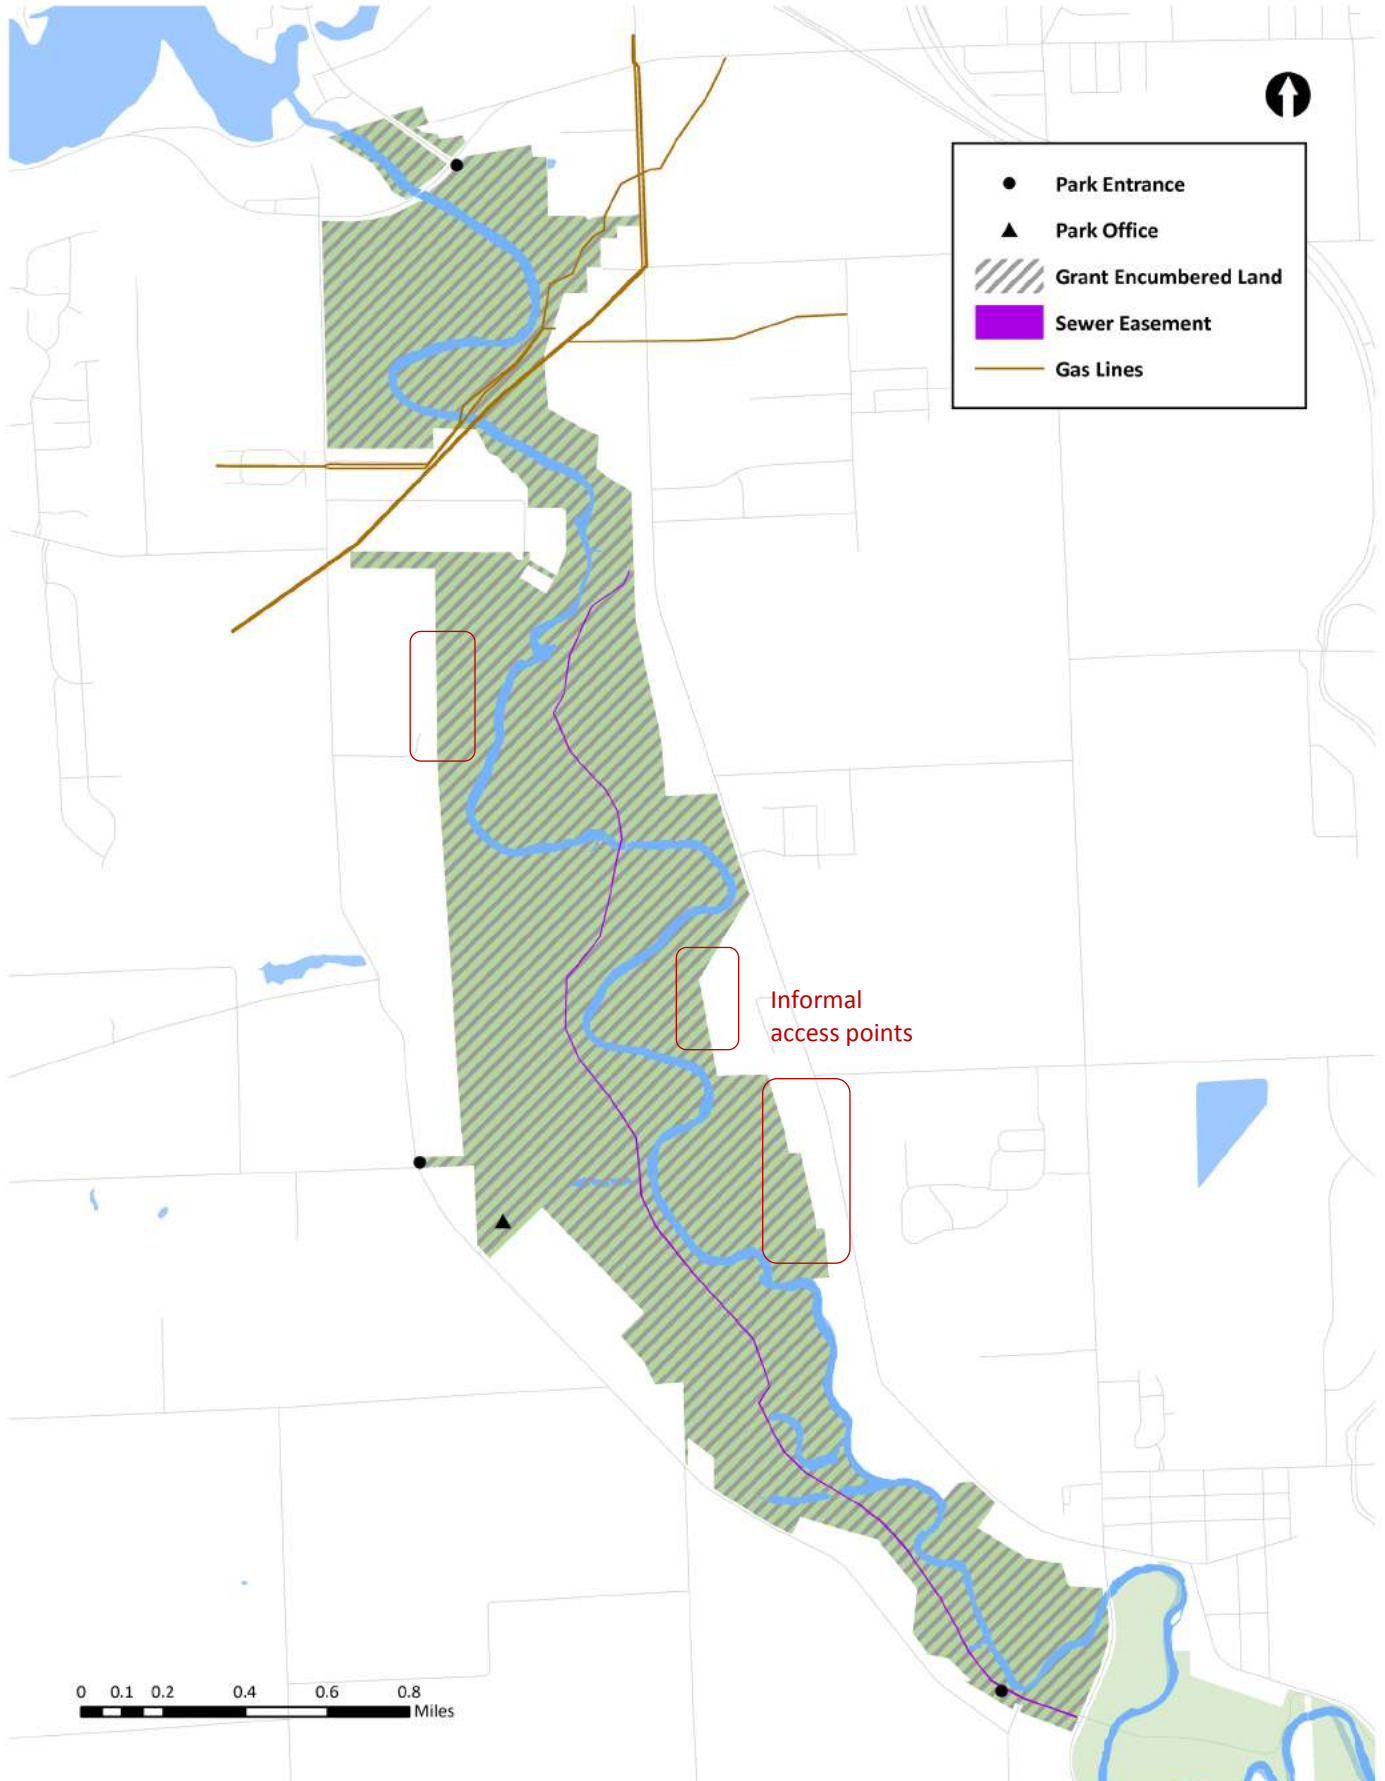 Park Entrance
Park Office
Grant Encumbered Land
Sewer Easement
Gas Lines
Informal
access points
0 0.1 0.2 0.4 0.6 0.8
Miles